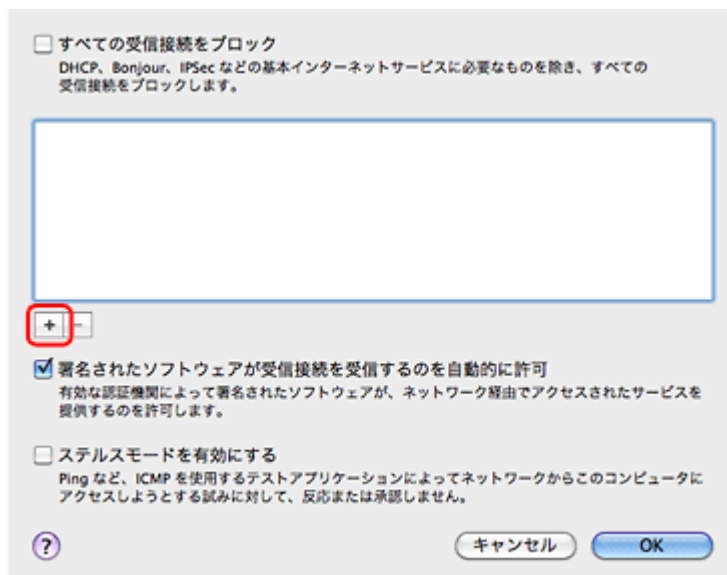 すべての受信接続をブロック
DHCP、Bonjour、IPSec などの基本インターネットサービスに必要なものを除き、すべての
受信接続をブロックします。
+ −
署名されたソフトウェアが受信接続を受信するのを自動的に許可
有効な認証機関によって署名されたソフトウェアが、ネットワーク経由でアクセスされたサービスを
提供するのを許可します。
ステルスモードを有効にする
Ping など、ICMP を使用するテストアプリケーションによってネットワークからこのコンピュータに
アクセスしようとする試みに対して、反応または承認しません。
? キャンセル OK